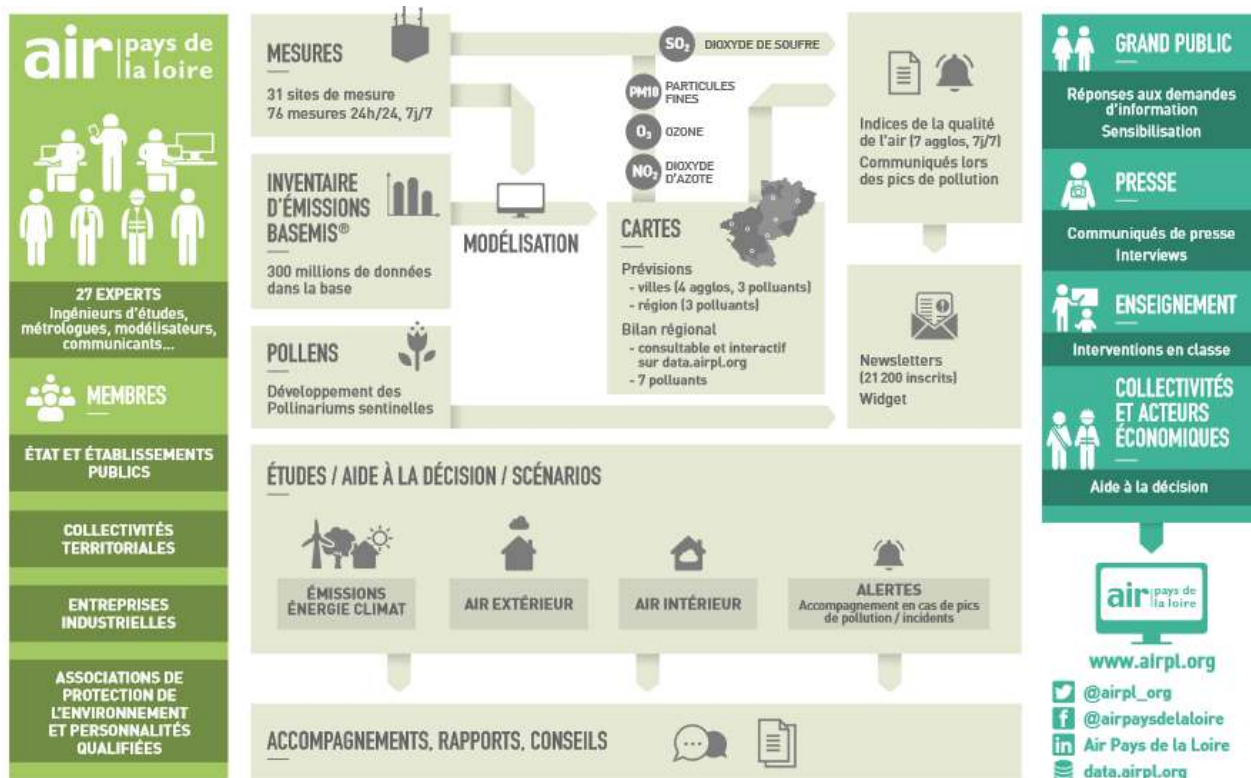 air pays de
la loire
27 EXPERTS
Ingénieurs d'études,
métrologues, modélisateurs,
communicants...
MEMBRES
ÉTAT ET ÉTABLISSEMENTS
PUBLICS
COLLECTIVITÉS
TERRITORIALES
ENTREPRISES
INDUSTRIELLES
ASSOCIATIONS DE
PROTECTION DE
L'ENVIRONNEMENT
ET PERSONNALITÉS
QUALIFIÉES
MESURES
31 sites de mesure
76 mesures 24h/24, 7j/7
INVENTAIRE
D'ÉMISSIONS
BASEMIS®
300 millions de données
dans la base
POLLENS
Développement des
Pollinariums sentinelles
MODÉLISATION
SO₂ DIOXYDE DE SOUFRE
PM10 PARTICULES
FINES
O₃ OZONE
NO₂ DIOXYDE
D'AZOTE
CARTES
Prévisions
- villes (4 agglos, 3 polluants)
- région (3 polluants)
Bilan régional
- consultable et interactif
sur data.airpl.org
- 7 polluants
Indices de la qualité
de l'air (7 agglos, 7j/7)
Communiqués lors
des pics de pollution
Newsletters
(21 200 inscrits)
Widget
ÉTUDES / AIDE À LA DÉCISION / SCÉNARIOS
ÉMISSIONS
ÉNERGIE CLIMAT
AIR EXTÉRIEUR
AIR INTÉRIEUR
ALERTES
Accompagnement en cas de pics
de pollution / incidents
ACCOMPAGNEMENTS, RAPPORTS, CONSEILS
GRAND PUBLIC
Réponses aux demandes
d'information
Sensibilisation
PRESSE
Communiqués de presse
Interviews
ENSEIGNEMENT
Interventions en classe
COLLECTIVITÉS
ET ACTEURS
ÉCONOMIQUES
Aide à la décision
air pays de
la loire
www.airpl.org
@airpl_org
@airpaysdelaloire
in Air Pays de la Loire
data.airpl.org